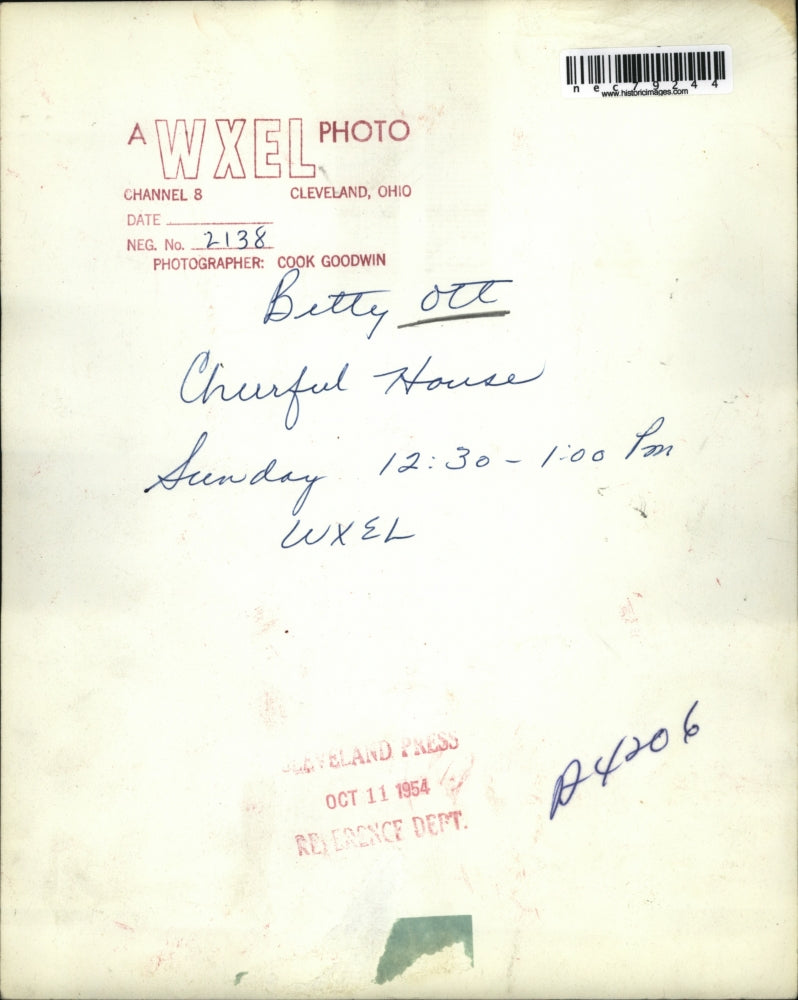 nec79244
www.historicimages.com
A WXEL PHOTO
CHANNEL 8 CLEVELAND, OHIO
DATE
NEG. No. 2138
PHOTOGRAPHER: COOK GOODWIN
Betty Ott
Cheerful House
Sunday 12:30 - 1:00 Pm
WXEL
CLEVELAND PRESS
OCT 11 1954
REFERENCE DEPT.
A4206